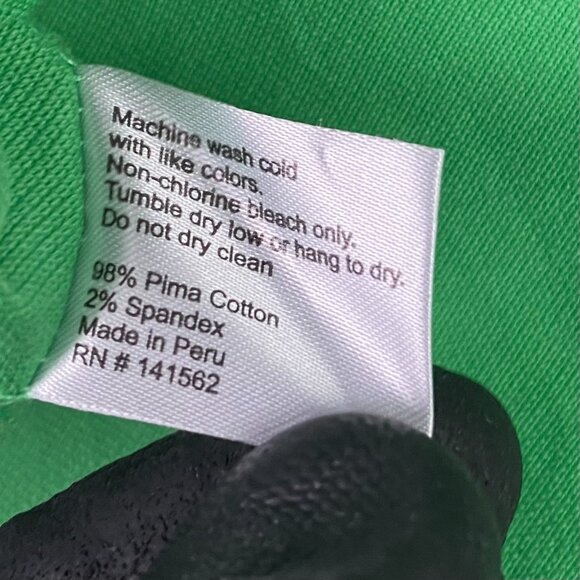 Machine wash cold
with like colors.
Non-chlorine bleach only.
Tumble dry low or hang to dry.
Do not dry clean
98% Pima Cotton
2% Spandex
Made in Peru
RN # 141562